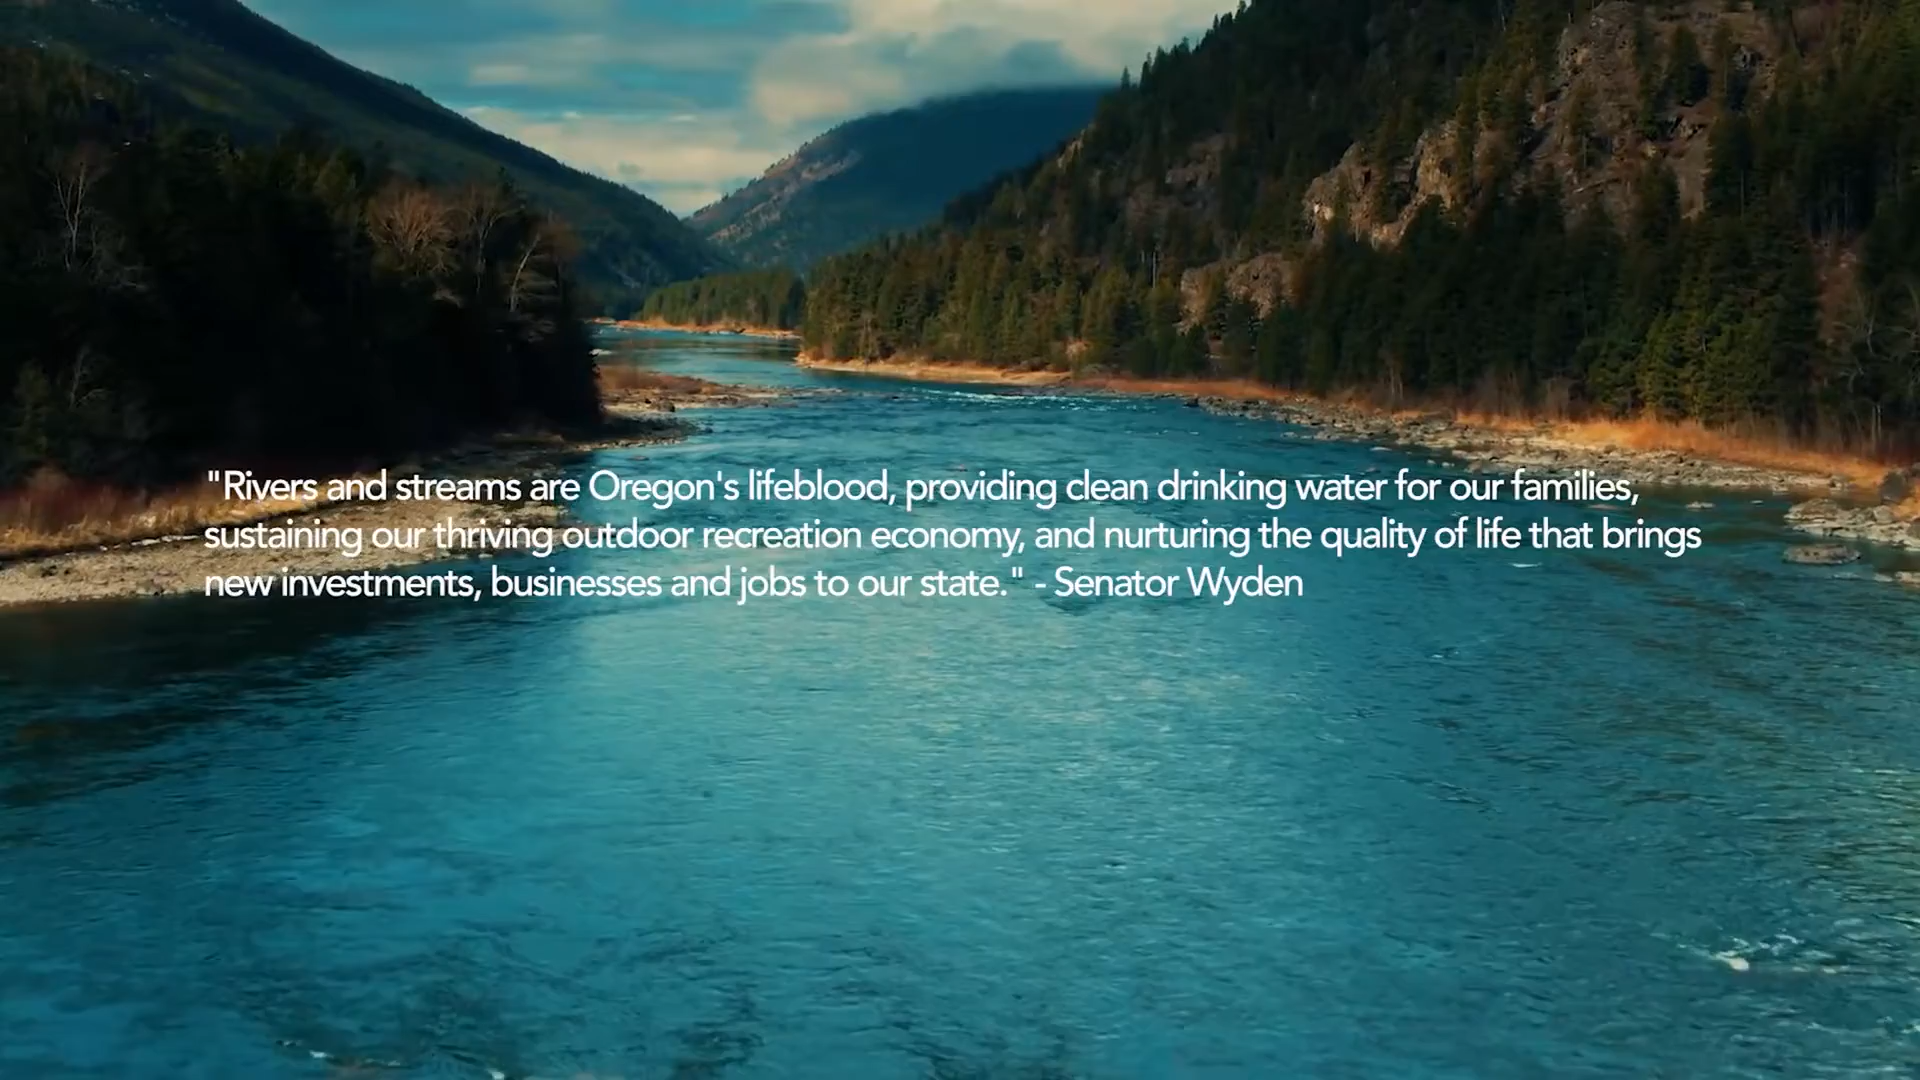 "Rivers and streams are Oregon's lifeblood, providing clean drinking water for our families,
sustaining our thriving outdoor recreation economy, and nurturing the quality of life that brings
new investments, businesses and jobs to our state." - Senator Wyden